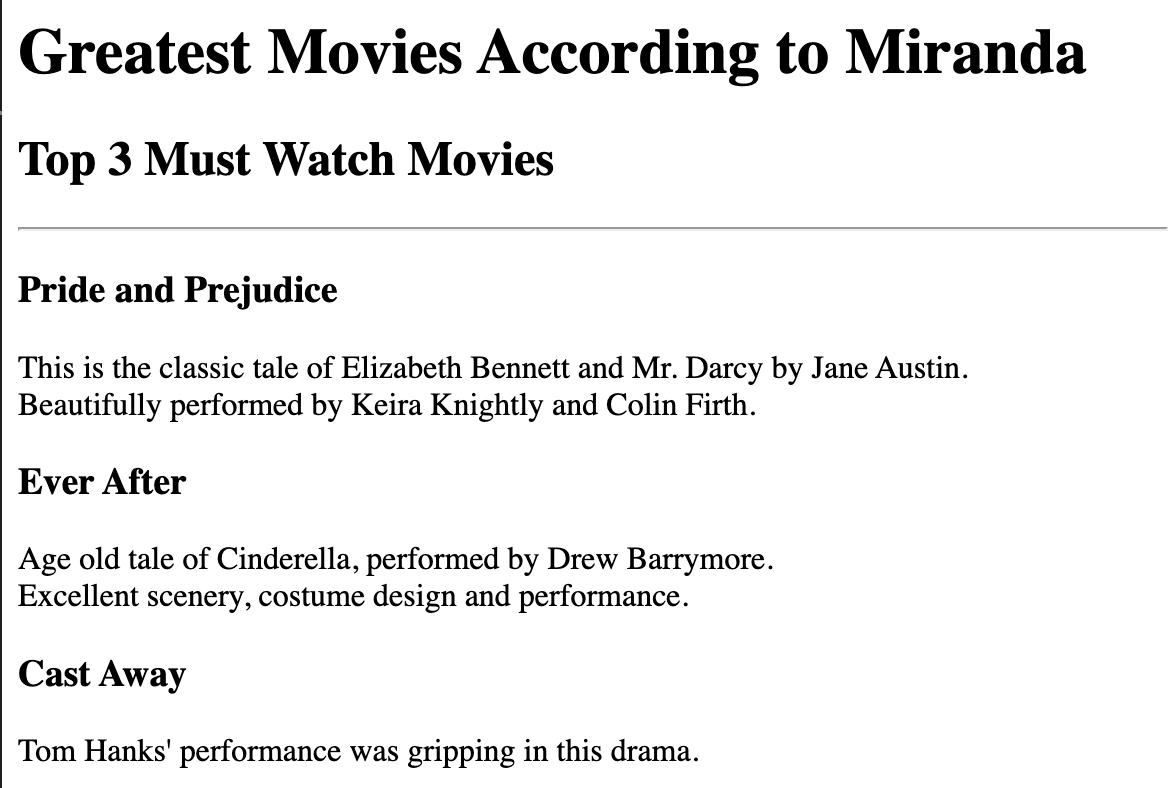 Greatest Movies According to Miranda
Top 3 Must Watch Movies
Pride and Prejudice
This is the classic tale of Elizabeth Bennett and Mr. Darcy by Jane Austin.
Beautifully performed by Keira Knightly and Colin Firth.
Ever After
Age old tale of Cinderella, performed by Drew Barrymore.
Excellent scenery, costume design and performance.
Cast Away
Tom Hanks' performance was gripping in this drama.